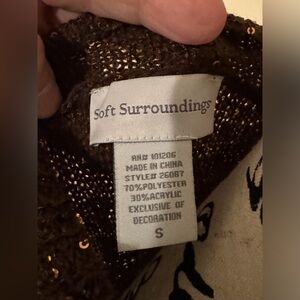 Soft Surroundings
RN# 101206
MADE IN CHINA
STYLE# 26087
70%POLYESTER
30%ACRYLIC
EXCLUSIVE OF
DECORATION
S